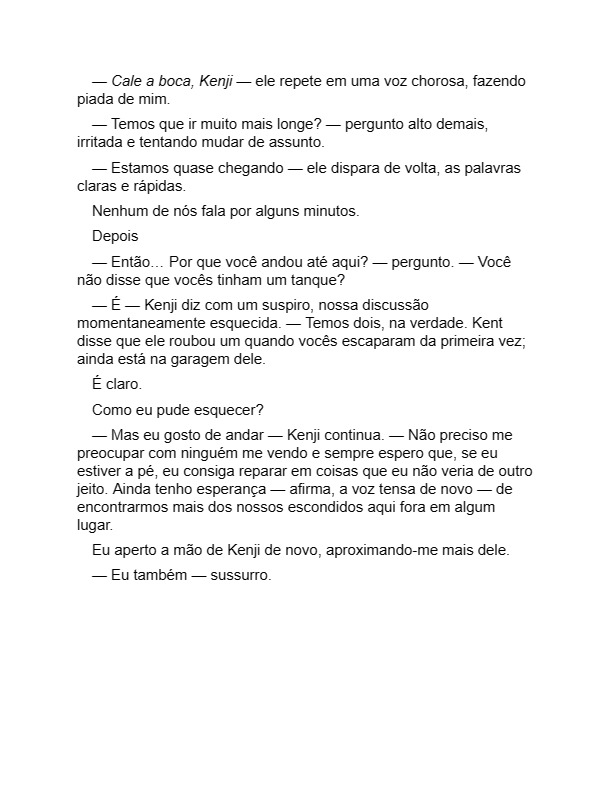 — Cale a boca, Kenji — ele repete em uma voz chorosa, fazendo
piada de mim.
— Temos que ir muito mais longe? — pergunto alto demais,
irritada e tentando mudar de assunto.
— Estamos quase chegando — ele dispara de volta, as palavras
claras e rápidas.
Nenhum de nós fala por alguns minutos.
Depois
— Então… Por que você andou até aqui? — pergunto. — Você
não disse que vocês tinham um tanque?
— É — Kenji diz com um suspiro, nossa discussão
momentaneamente esquecida. — Temos dois, na verdade. Kent
disse que ele roubou um quando vocês escaparam da primeira vez;
ainda está na garagem dele.
É claro.
Como eu pude esquecer?
— Mas eu gosto de andar — Kenji continua. — Não preciso me
preocupar com ninguém me vendo e sempre espero que, se eu
estiver a pé, eu consiga reparar em coisas que eu não veria de outro
jeito. Ainda tenho esperança — afirma, a voz tensa de novo — de
encontrarmos mais dos nossos escondidos aqui fora em algum
lugar.
Eu aperto a mão de Kenji de novo, aproximando-me mais dele.
— Eu também — sussurro.